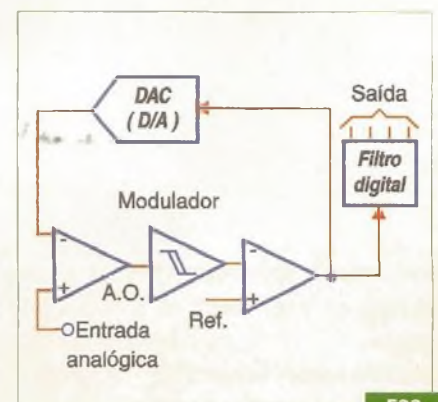 DAC
( D/A )
Saída
Filtro
digital
Modulador
-
+
A.O.
-
+
Ref.
Entrada
analógica